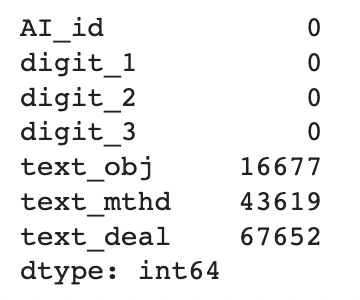 AI_id 0
digit_1 0
digit_2 0
digit_3 0
text_obj 16677
text_mthd 43619
text_deal 67652
dtype: int64